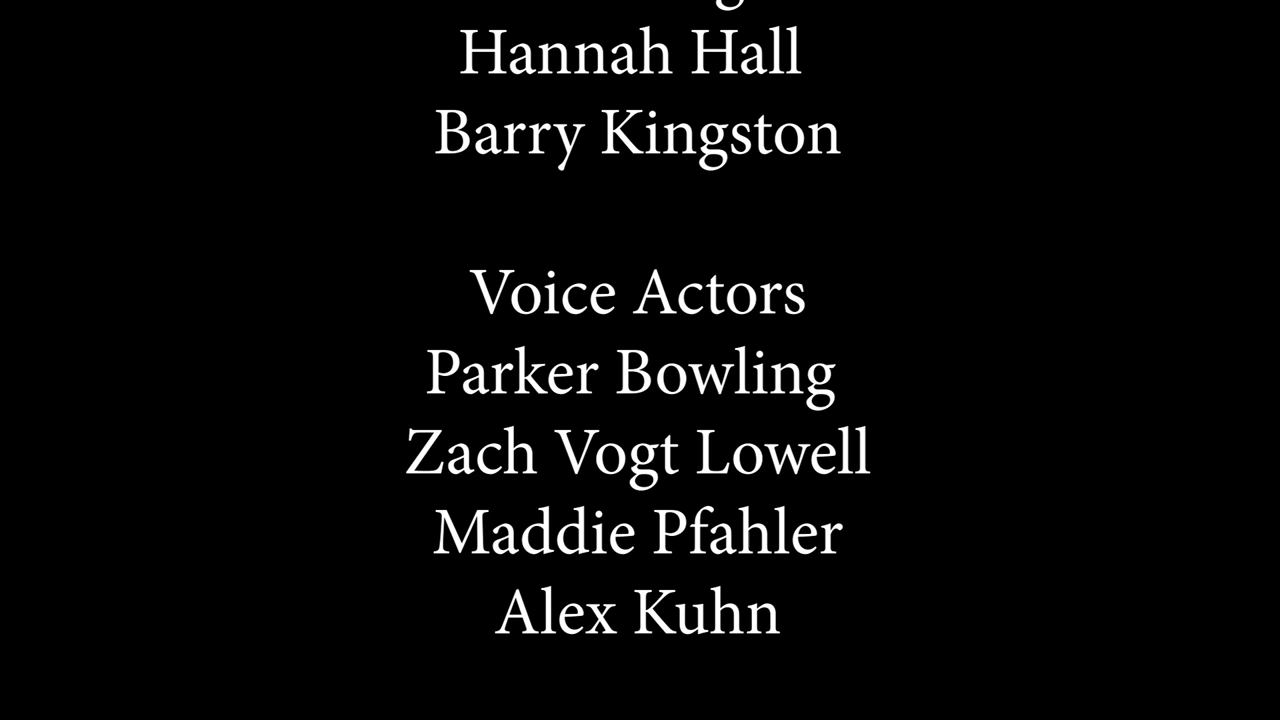 Hannah Hall
Barry Kingston
Voice Actors
Parker Bowling
Zach Vogt Lowell
Maddie Pfahler
Alex Kuhn